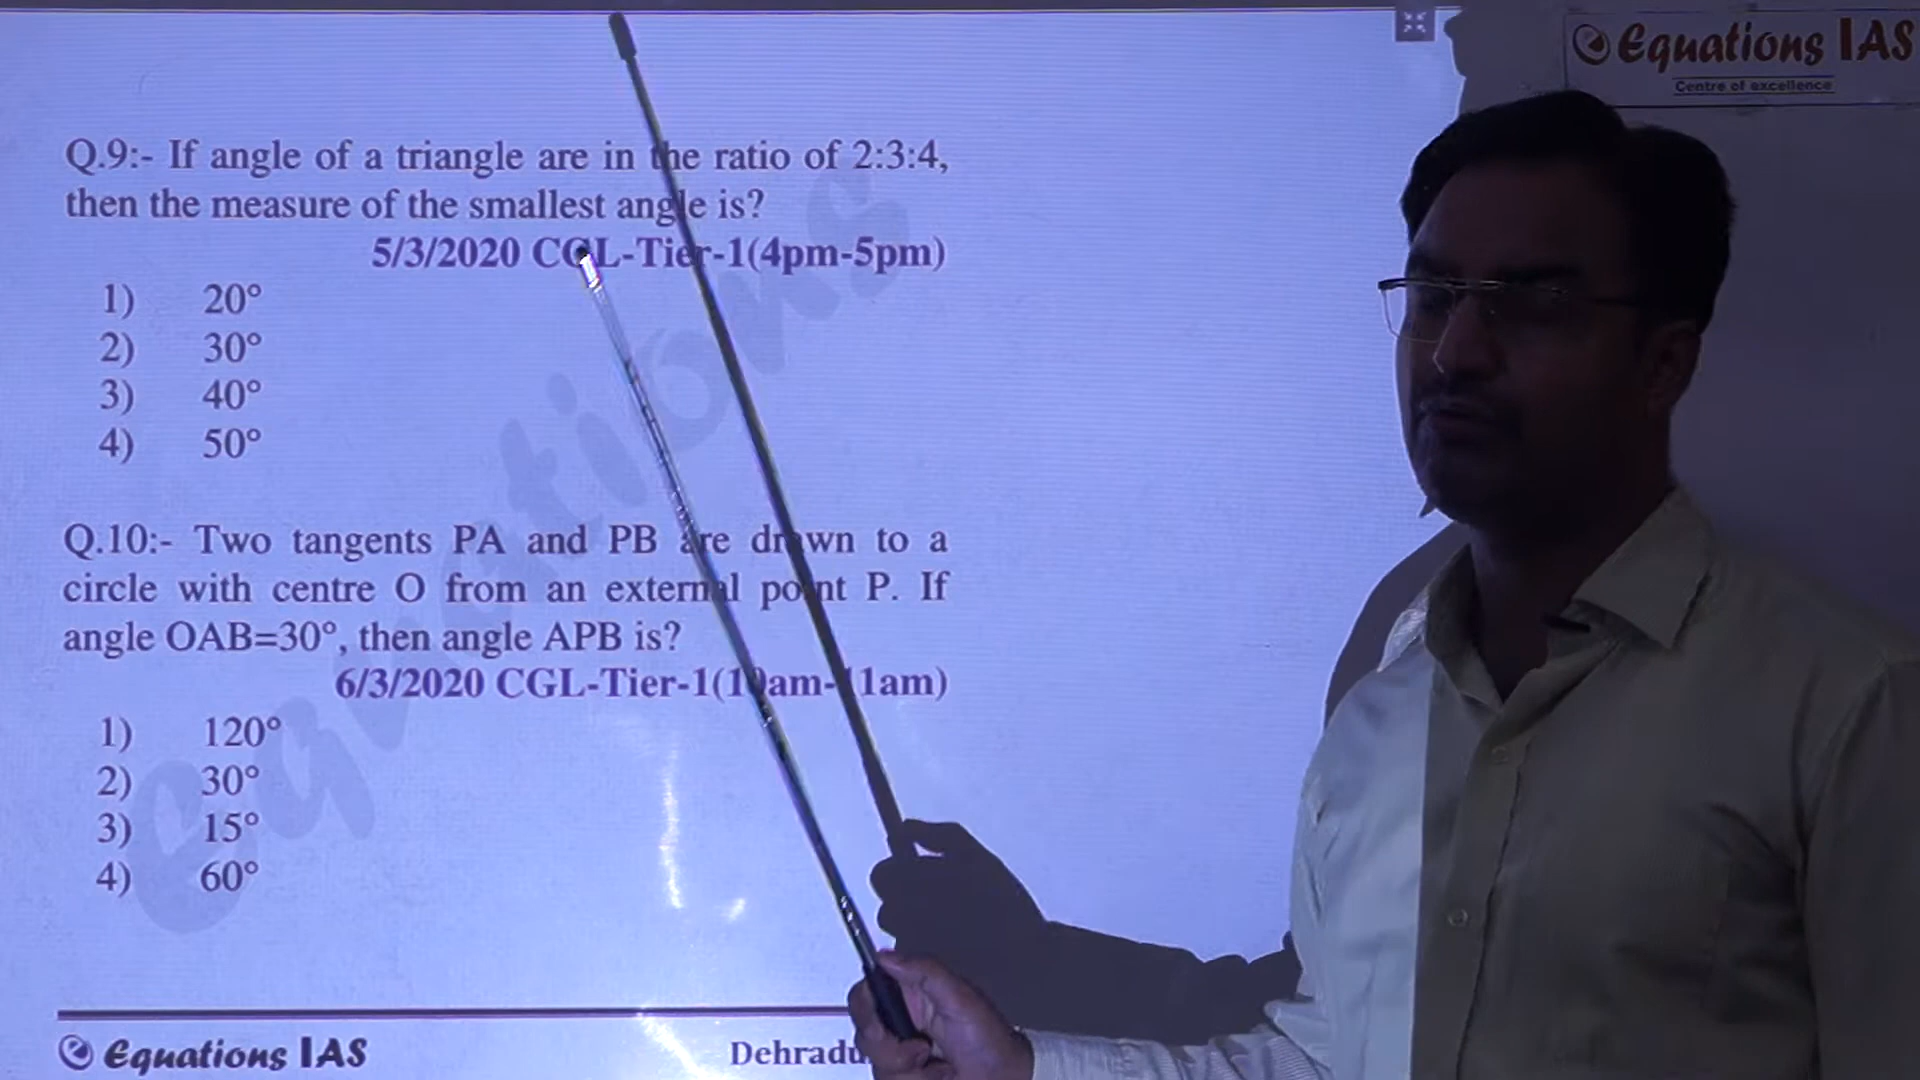 Equations IAS
Centre of excellence
Q.9:- If angle of a triangle are in the ratio of 2:3:4,
then the measure of the smallest angle is?
5/3/2020 CGL-Tier-1(4pm-5pm)
1) 20°
2) 30°
3) 40°
4) 50°
Q.10:- Two tangents PA and PB are drawn to a
circle with centre O from an external point P. If
angle OAB=30°, then angle APB is?
6/3/2020 CGL-Tier-1(10am-11am)
1) 120°
2) 30°
3) 15°
4) 60°
Equations
Equations IAS
Dehradu